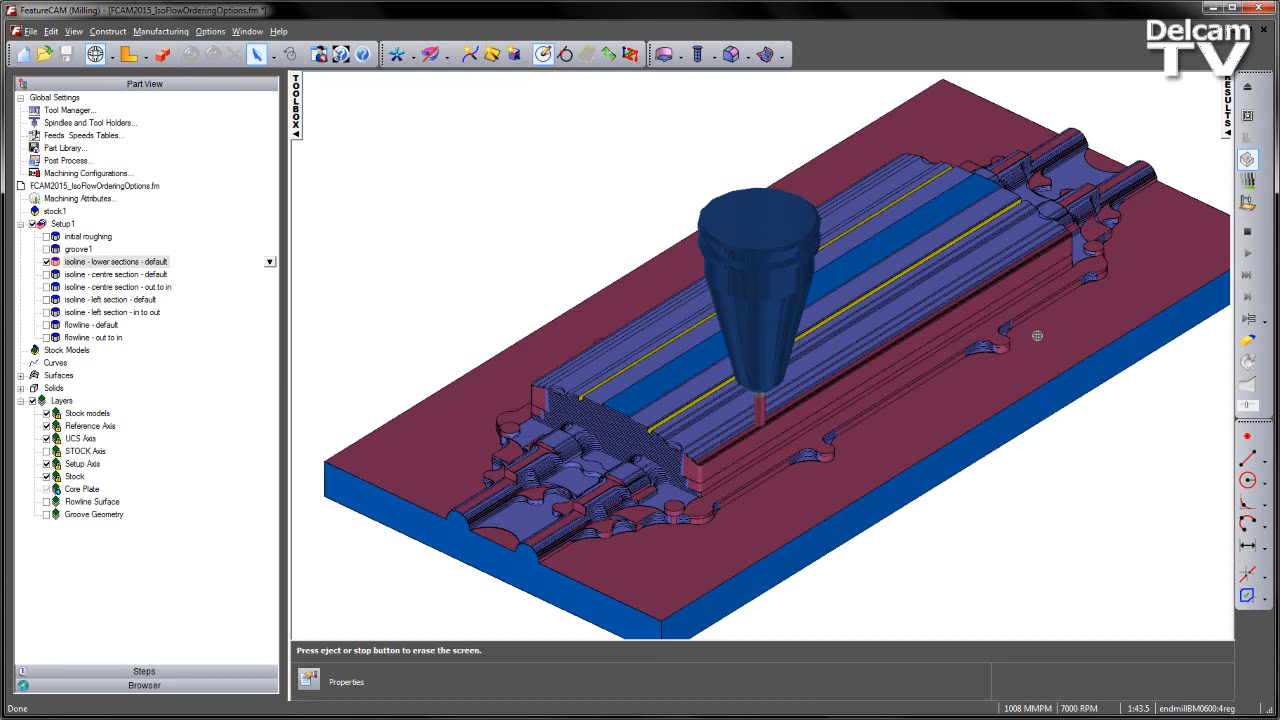 FeatureCAM (Milling) - [FCAM2015_IsoFlowOrderingOptions.fm *]
File Edit View Construct Manufacturing Options Window Help
Delcam
TV
Part View
TOOLBOX
RESULTS
Global Settings
Tool Manager...
Spindles and Tool Holders...
Feeds Speeds Tables...
Part Library...
Post Process...
Machining Configurations...
FCAM2015_IsoFlowOrderingOptions.fm
Machining Attributes...
stock1
Setup1
initial roughing
groove1
isoline - lower sections - default
isoline - centre section - default
isoline - centre section - out to in
isoline - left section - default
isoline - left section - in to out
flowline - default
flowline - out to in
Stock Models
Curves
Surfaces
Solids
Layers
Stock models
Reference Axis
UCS Axis
STOCK Axis
Setup Axis
Stock
Core Plate
Flowline Surface
Groove Geometry
Press eject or stop button to erase the screen.
Steps
Properties
Browser
Done
1008 MMPM 7000 RPM 1:43.5 endmillBM0600:4reg